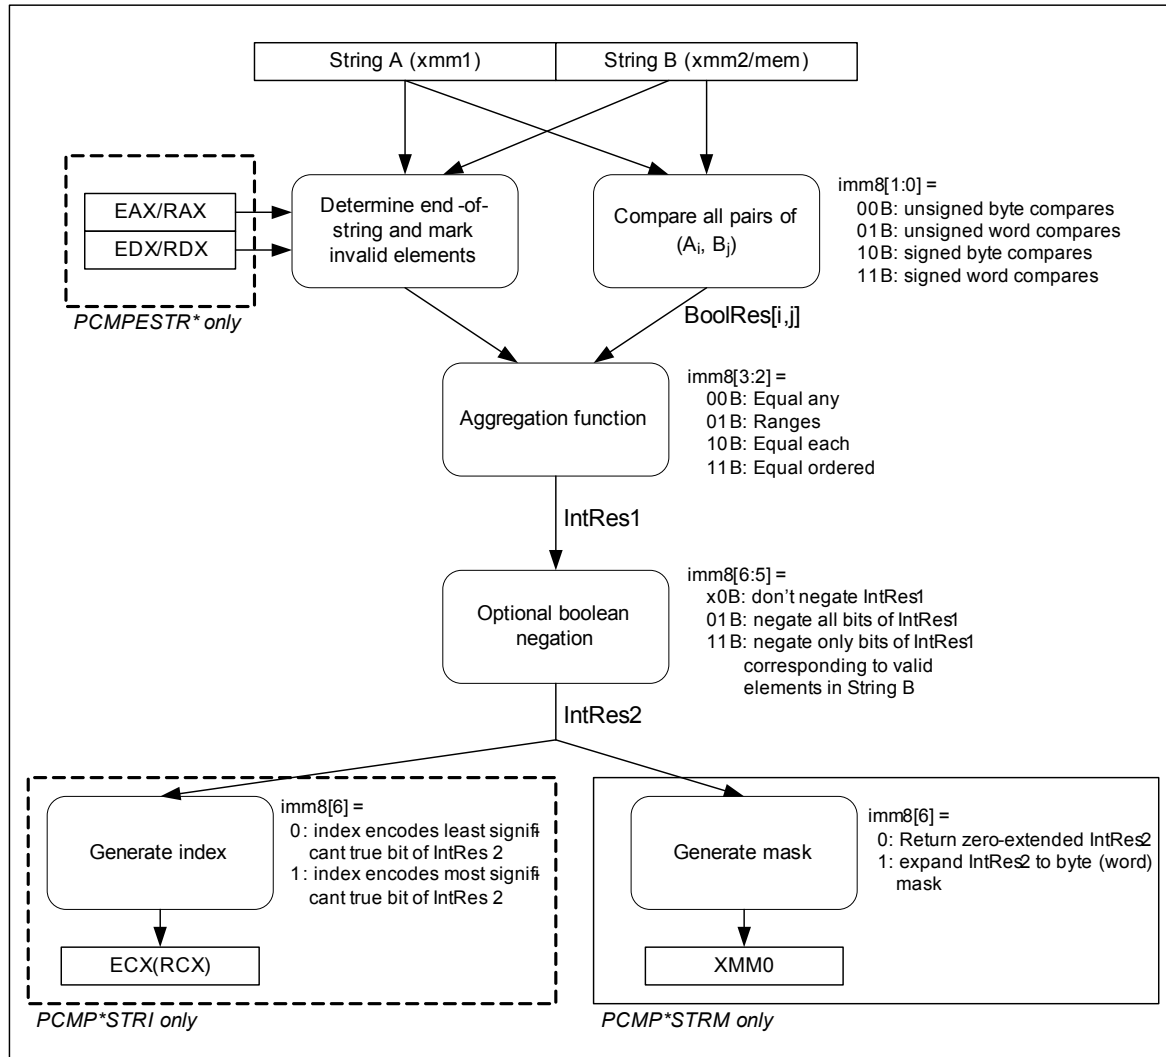 String A (xmm1)
String B (xmm2/mem)
EAX/RAX
EDX/RDX
PCMPESTR* only
Determine end -of-
string and mark
invalid elements
Compare all pairs of
(Ai, Bj)
imm8[1:0] =
00B: unsigned byte compares
01B: unsigned word compares
10B: signed byte compares
11B: signed word compares
BoolRes[i,j]
Aggregation function
imm8[3:2] =
00B: Equal any
01B: Ranges
10B: Equal each
11B: Equal ordered
IntRes1
Optional boolean
negation
imm8[6:5] =
x0B: don't negate IntRes1
01B: negate all bits of IntRes1
11B: negate only bits of IntRes1
corresponding to valid
elements in String B
IntRes2
Generate index
imm8[6] =
0: index encodes least signifi-
cant true bit of IntRes 2
1: index encodes most signifi-
cant true bit of IntRes 2
ECX(RCX)
PCMP*STRI only
Generate mask
imm8[6] =
0: Return zero-extended IntRes2
1: expand IntRes2 to byte (word)
mask
XMM0
PCMP*STRM only